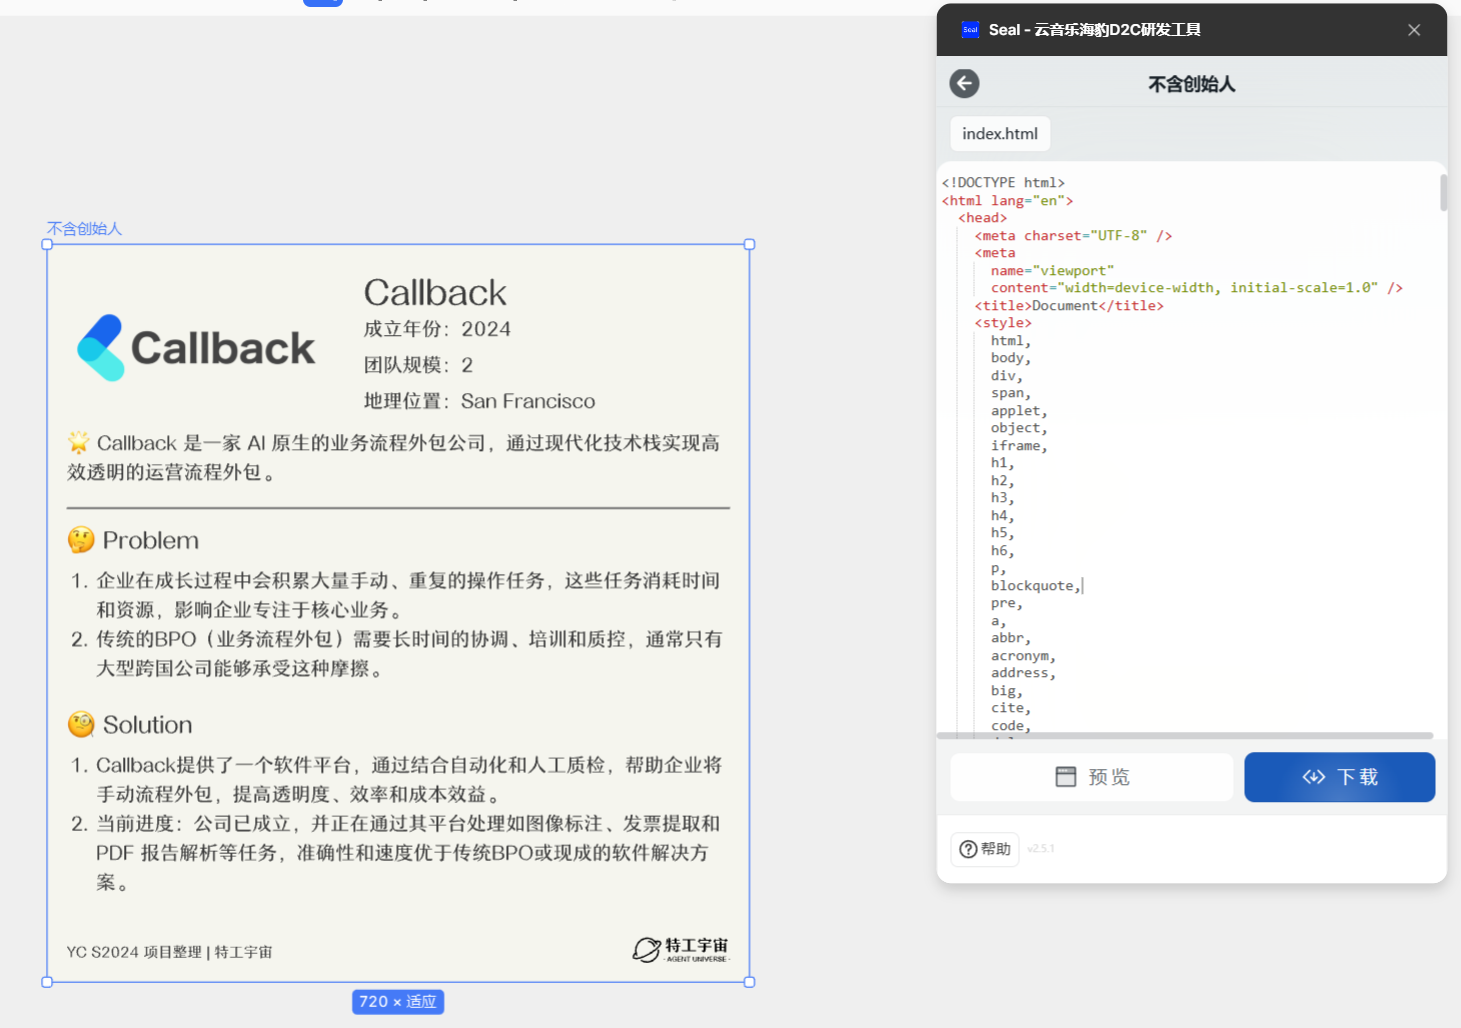 不含创始人
Callback
Callback
成立年份：2024
团队规模：2
地理位置：San Francisco
🌟 Callback 是一家 AI 原生的业务流程外包公司，通过现代化技术栈实现高
效透明的运营流程外包。
🤔 Problem
1. 企业在成长过程中会积累大量手动、重复的操作任务，这些任务消耗时间
和资源，影响企业专注于核心业务。
2. 传统的BPO（业务流程外包）需要长时间的协调、培训和质控，通常只有
大型跨国公司能够承受这种摩擦。
🧐 Solution
1. Callback提供了一个软件平台，通过结合自动化和人工质检，帮助企业将
手动流程外包，提高透明度、效率和成本效益。
2. 当前进度：公司已成立，并正在通过其平台处理如图像标注、发票提取和
PDF 报告解析等任务，准确性和速度优于传统BPO或现成的软件解决方
案。
YC S2024 项目整理 | 特工宇宙
特工宇宙
- AGENT UNIVERSE -
720 × 适应
Seal
Seal - 云音乐海豹D2C研发工具
不含创始人
index.html
<!DOCTYPE html>
<html lang="en">
<head>
<meta charset="UTF-8" />
<meta
name="viewport"
content="width=device-width, initial-scale=1.0" />
<title>Document</title>
<style>
html,
body,
div,
span,
applet,
object,
iframe,
h1,
h2,
h3,
h4,
h5,
h6,
p,
blockquote,
pre,
a,
abbr,
acronym,
address,
big,
cite,
code,
预览
下载
帮助
v2.5.1